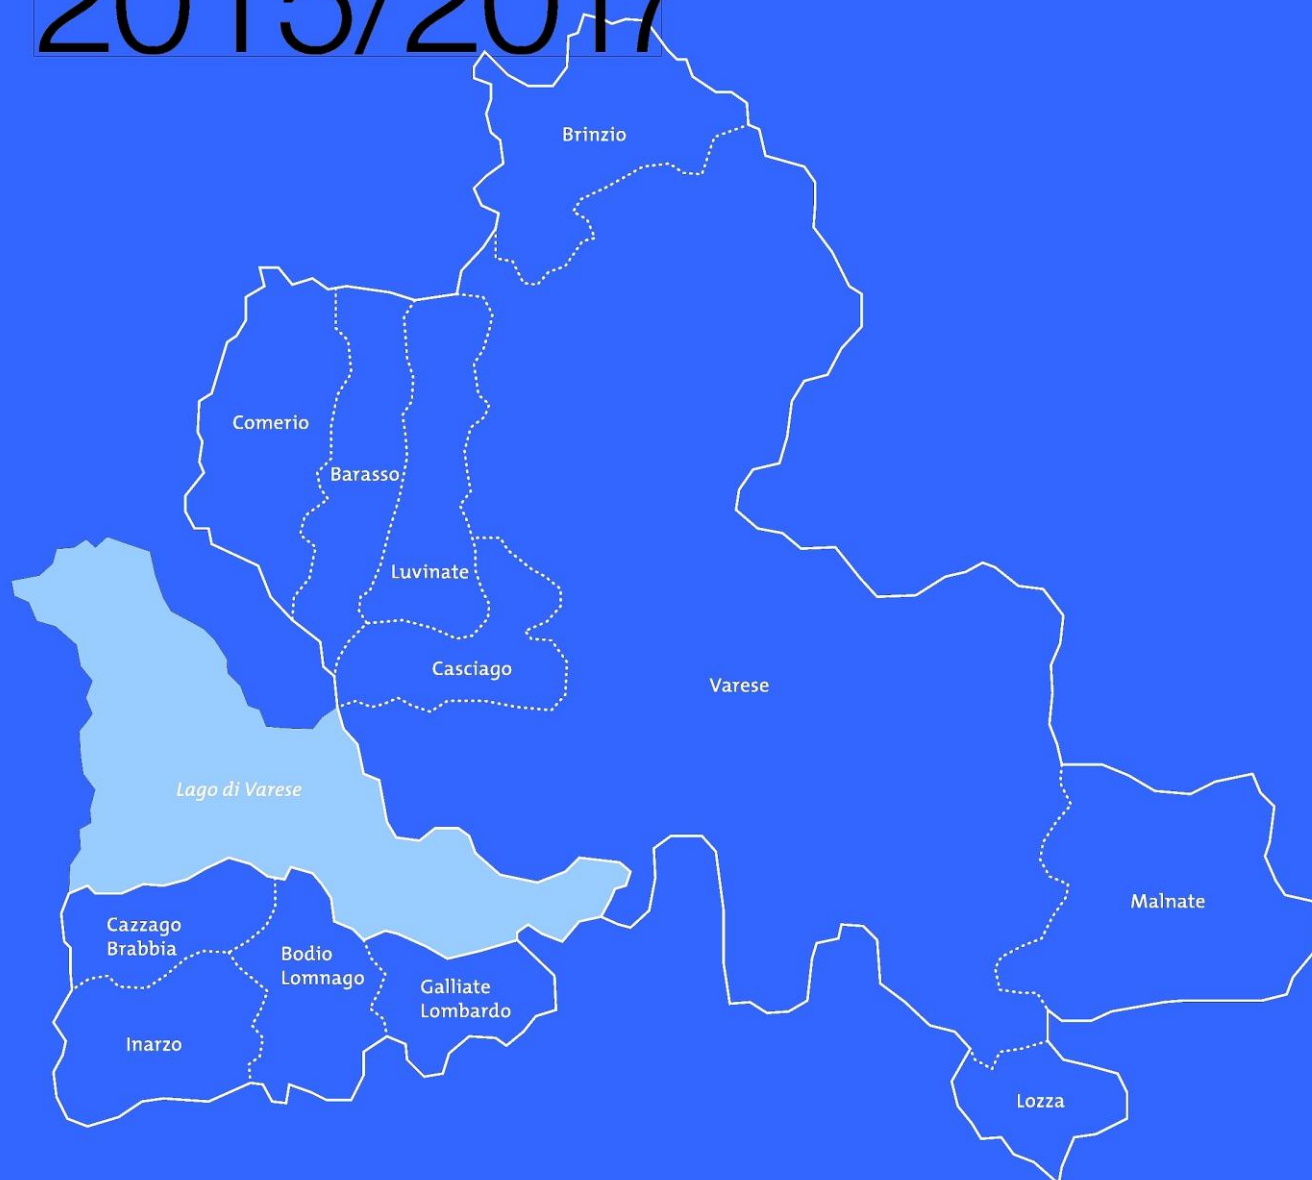 2015/2017
Brinzio
Comerio
Barasso
Luvinate
Casciago
Varese
Lago di Varese
Malnate
Cazzago
Brabbia
Bodio
Lomnago
Galliate
Lombardo
Inarzo
Lozza